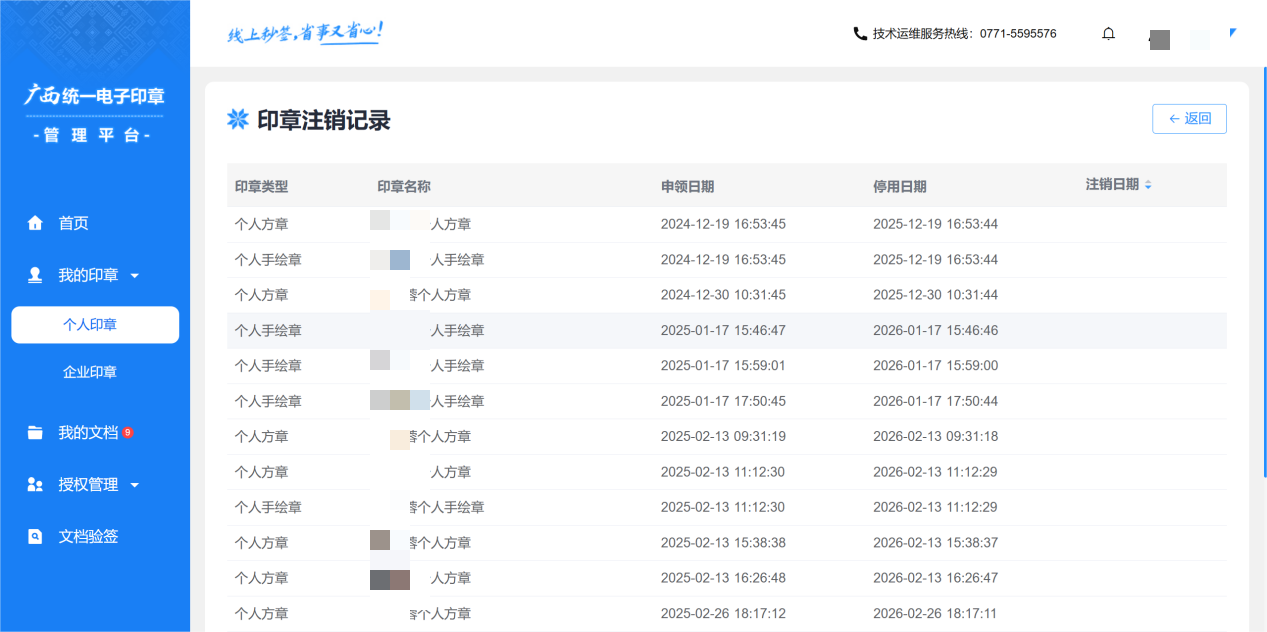 线上秒签,省事又省心!
技术运维服务热线：0771-5595576
广西统一电子印章
-管 理 平 台-
首页
我的印章
个人印章
企业印章
我的文档 9
授权管理
文档验签
印章注销记录
← 返回
印章类型 印章名称 申领日期 停用日期 注销日期
个人方章 人方章 2024-12-19 16:53:45 2025-12-19 16:53:44
个人手绘章 人手绘章 2024-12-19 16:53:45 2025-12-19 16:53:44
个人方章 蓉个人方章 2024-12-30 10:31:45 2025-12-30 10:31:44
个人手绘章 人手绘章 2025-01-17 15:46:47 2026-01-17 15:46:46
个人手绘章 人手绘章 2025-01-17 15:59:01 2026-01-17 15:59:00
个人手绘章 人手绘章 2025-01-17 17:50:45 2026-01-17 17:50:44
个人方章 蓉个人方章 2025-02-13 09:31:19 2026-02-13 09:31:18
个人方章 人方章 2025-02-13 11:12:30 2026-02-13 11:12:29
个人手绘章 蓉个人手绘章 2025-02-13 11:12:30 2026-02-13 11:12:29
个人方章 蓉个人方章 2025-02-13 15:38:38 2026-02-13 15:38:37
个人方章 人方章 2025-02-13 16:26:48 2026-02-13 16:26:47
个人方章 个人方章 2025-02-26 18:17:12 2026-02-26 18:17:11